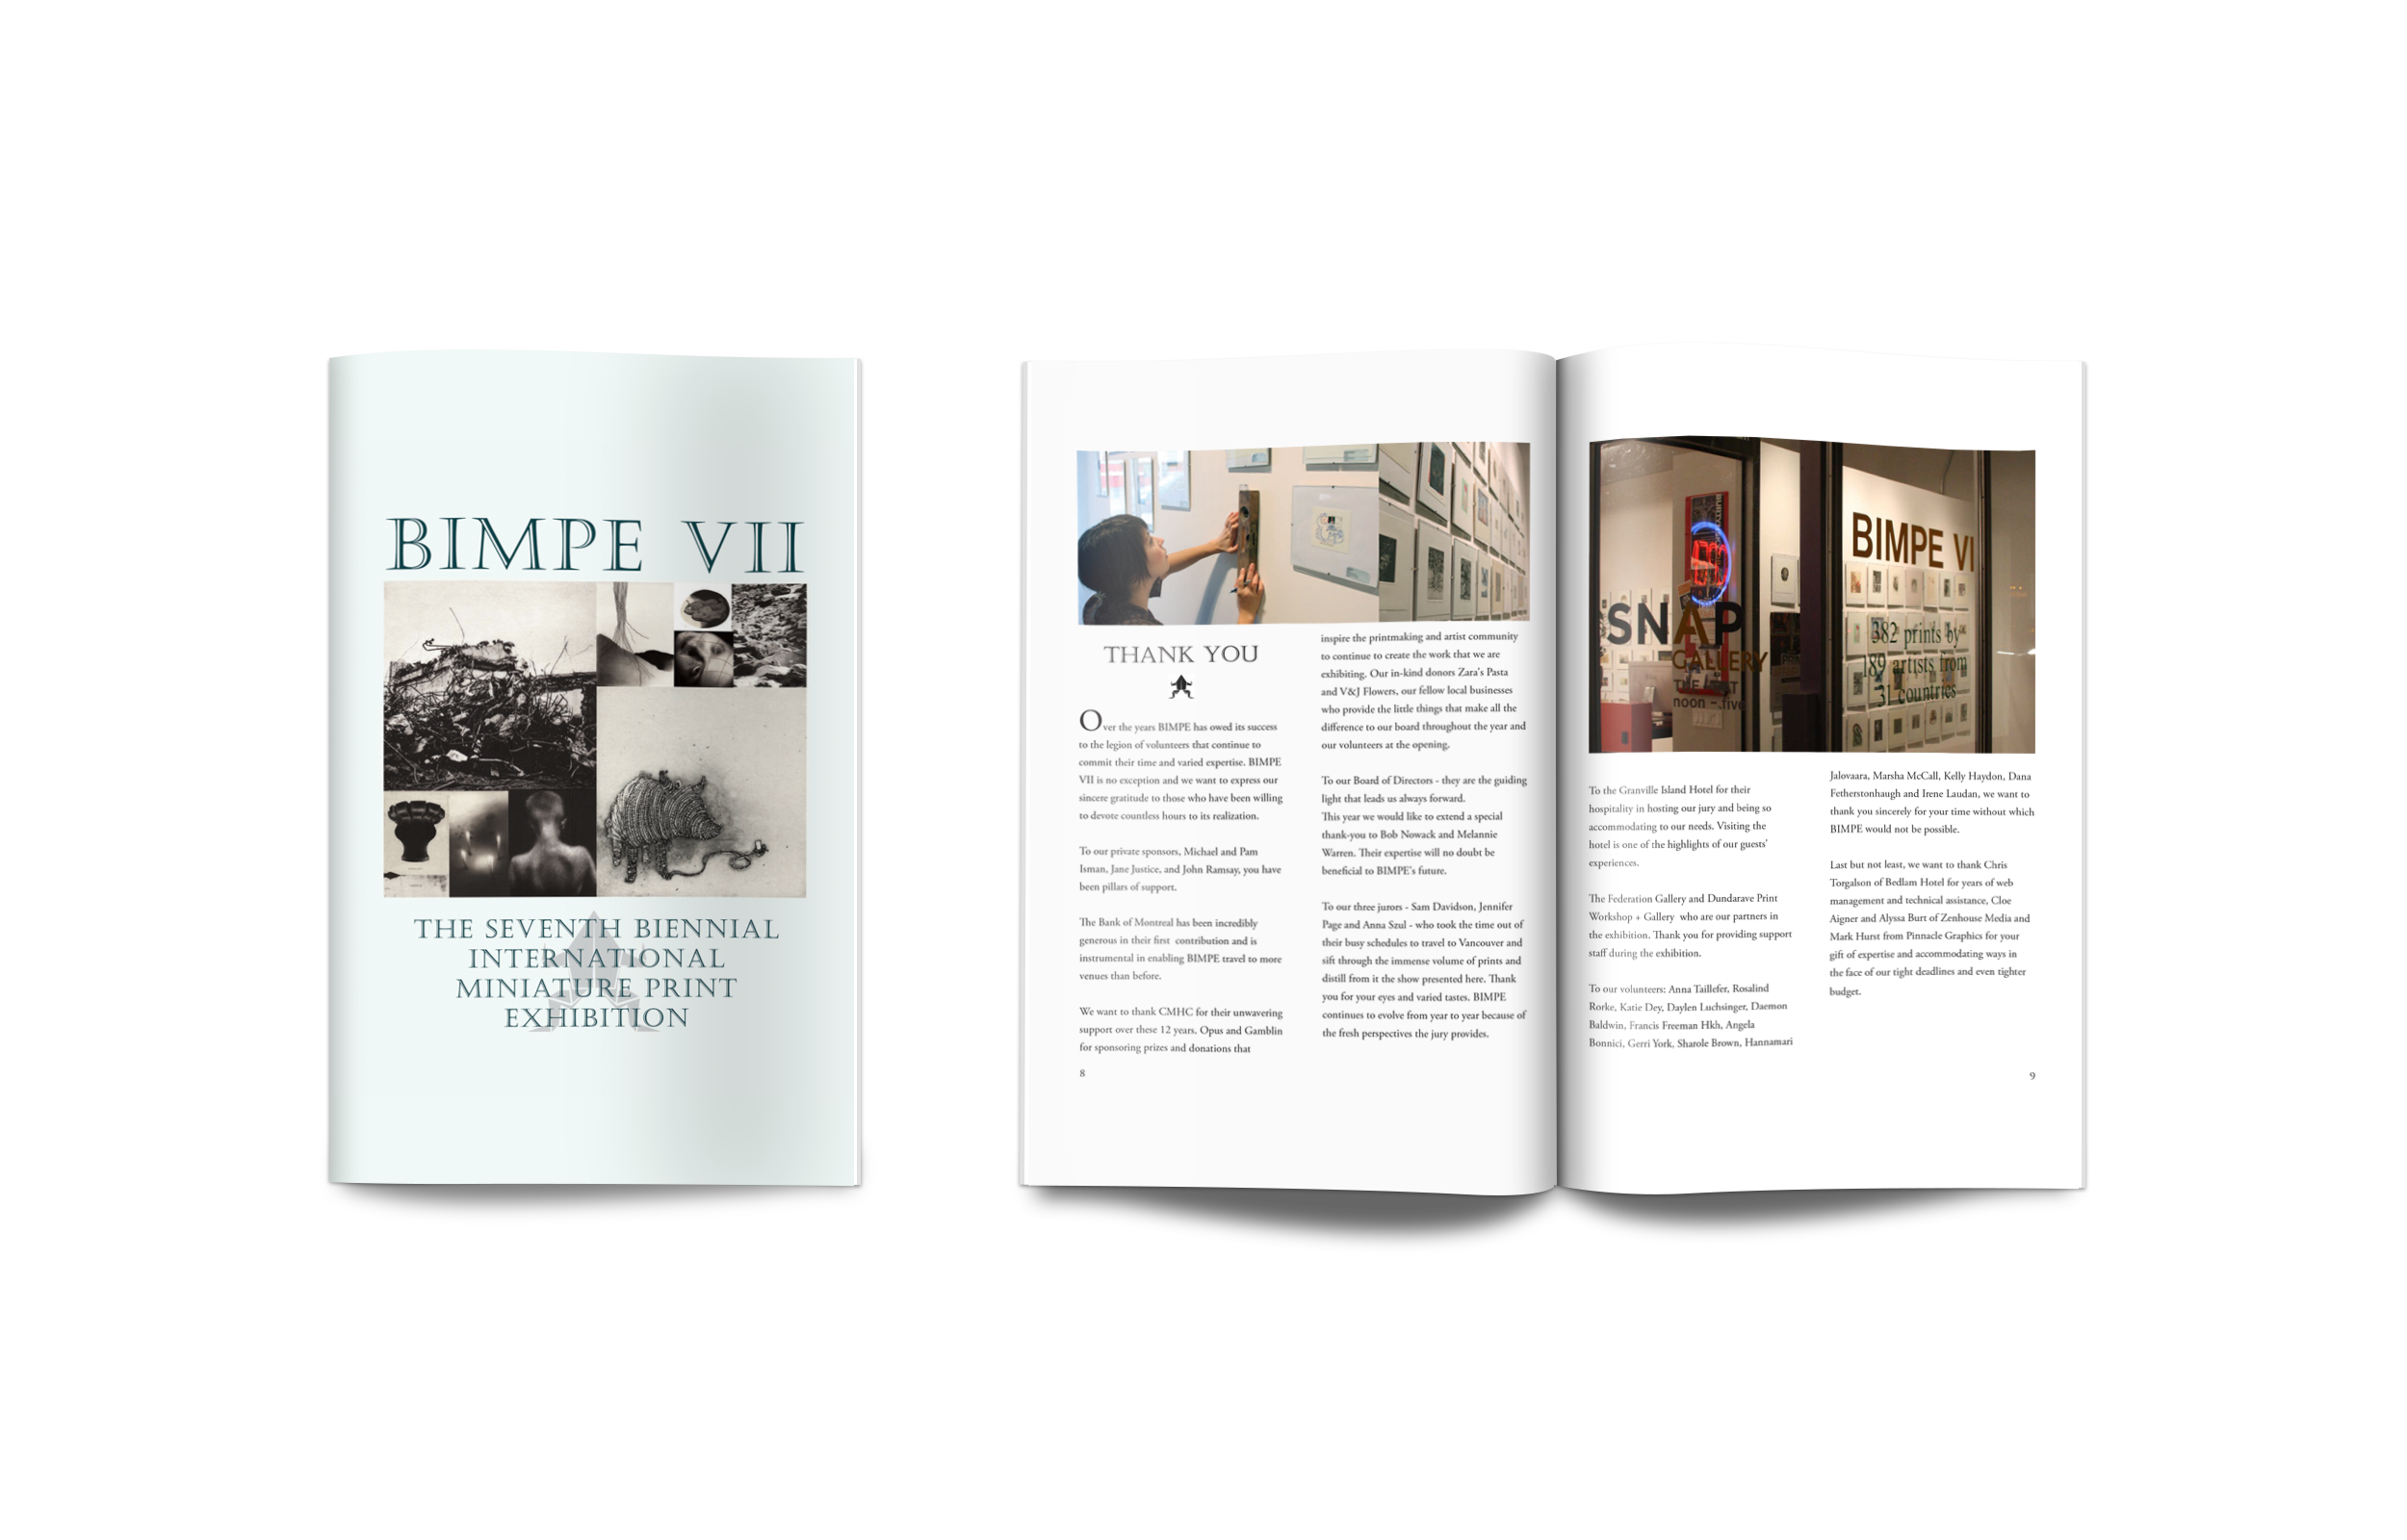 BIMPE VII
THE SEVENTH BIENNIAL
INTERNATIONAL
MINIATURE PRINT
EXHIBITION
THANK YOU
Over the years BIMPE has owed its success
to the legion of volunteers that continue to
commit their time and varied expertise. BIMPE
VII is no exception and we want to express our
sincere gratitude to those who have been willing
to devote countless hours to its realization.
To our private sponsors, Michael and Pam
Isman, Jane Justice, and John Ramsay, you have
been pillars of support.
The Bank of Montreal has been incredibly
generous in their first contribution and is
instrumental in enabling BIMPE travel to more
venues than before.
We want to thank CMHC for their unwavering
support over these 12 years, Opus and Gamblin
for sponsoring prizes and donations that
8
inspire the printmaking and artist community
to continue to create the work that we are
exhibiting. Our in-kind donors Zara's Pasta
and V&J Flowers, our fellow local businesses
who provide the little things that make all the
difference to our board throughout the year and
our volunteers at the opening.
To our Board of Directors - they are the guiding
light that leads us always forward.
This year we would like to extend a special
thank-you to Bob Nowack and Melannie
Warren. Their expertise will no doubt be
beneficial to BIMPE's future.
To our three jurors - Sam Davidson, Jennifer
Page and Anna Szul - who took the time out of
their busy schedules to travel to Vancouver and
sift through the immense volume of prints and
distill from it the show presented here. Thank
you for your eyes and varied tastes. BIMPE
continues to evolve from year to year because of
the fresh perspectives the jury provides.
SNAP
GALLERY
noon - five
BIMPE VI
382 prints by
189 artists from
31 countries
To the Granville Island Hotel for their
hospitality in hosting our jury and being so
accommodating to our needs. Visiting the
hotel is one of the highlights of our guests'
experiences.
The Federation Gallery and Dundarave Print
Workshop + Gallery who are our partners in
the exhibition. Thank you for providing support
staff during the exhibition.
To our volunteers: Anna Taillefer, Rosalind
Rorke, Katie Dey, Daylen Luchsinger, Daemon
Baldwin, Francis Freeman Hkh, Angela
Bonnici, Gerri York, Sharole Brown, Hannamari
Jalovaara, Marsha McCall, Kelly Haydon, Dana
Fetherstonhaugh and Irene Laudan, we want to
thank you sincerely for your time without which
BIMPE would not be possible.
Last but not least, we want to thank Chris
Torgalson of Bedlam Hotel for years of web
management and technical assistance, Cloe
Aigner and Alyssa Burt of Zenhouse Media and
Mark Hurst from Pinnacle Graphics for your
gift of expertise and accommodating ways in
the face of our tight deadlines and even tighter
budget.
9